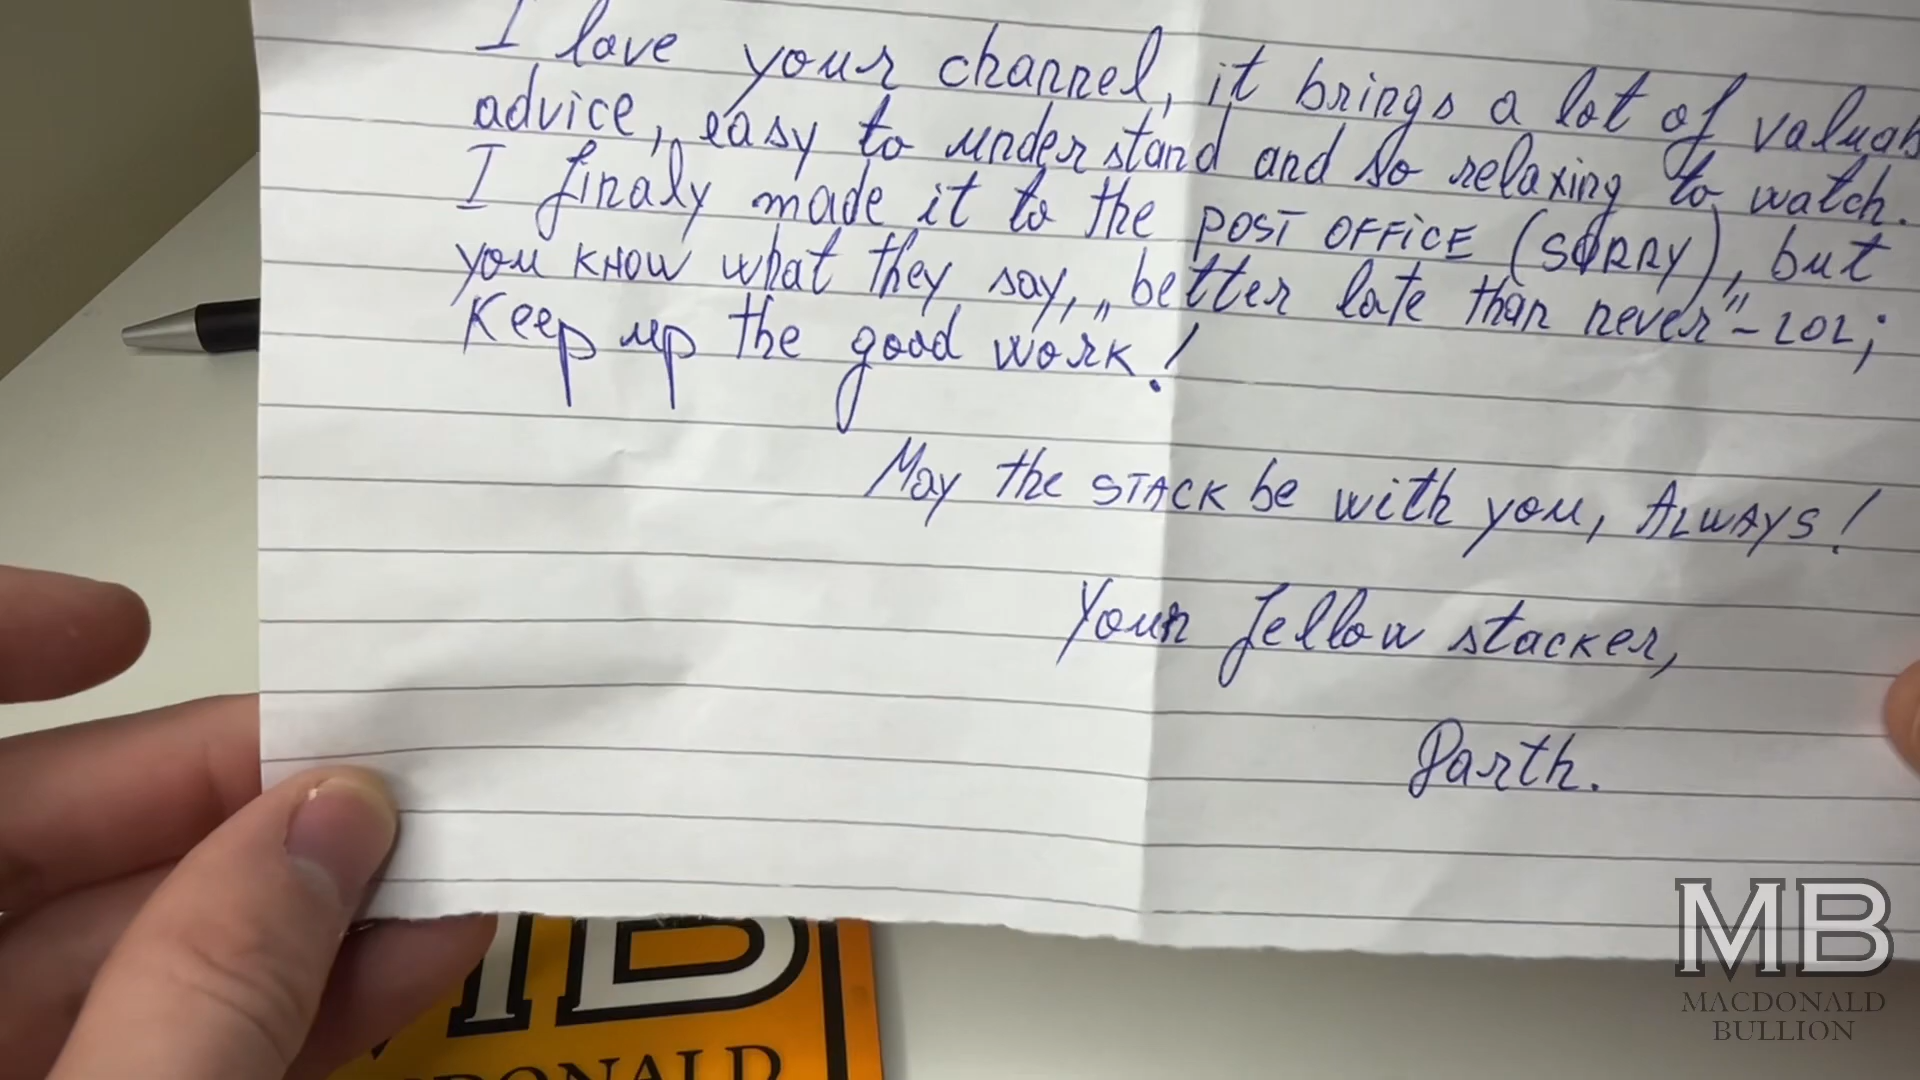 I love your channel, it brings a lot of valuab
advice, easy to understand and so relaxing to watch.
I finaly made it to the POST OFFiCE (SORRY), but
you KNOW what they say, „better late than never" - LOL;
Keep up the good work!
May the STACK be with you, ALWAYS!
Your fellow stacker,
Darth.
MB
DONALD
MB
MACDONALD
BULLION